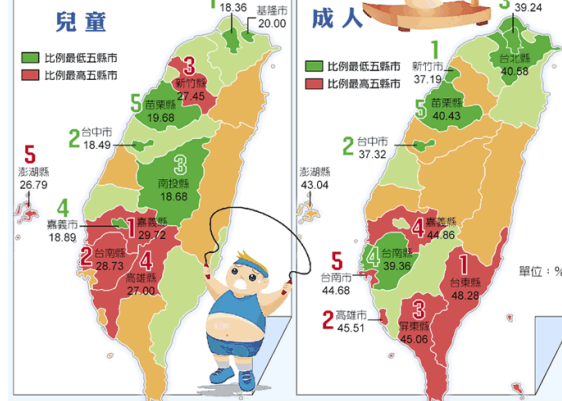 兒童
1
18.36
基隆市
20.00
比例最低五縣市
比例最高五縣市
3
新竹縣
27.45
5
苗栗縣
19.68
2 台中市
18.49
3
南投縣
18.68
5
澎湖縣
26.79
4
嘉義市
18.89
1 嘉義縣
29.72
2 台南縣
28.73
4
高雄縣
27.00
成人
3
39.24
台北縣
40.58
比例最低五縣市
比例最高五縣市
1
新竹市
37.19
5
苗栗縣
40.43
2 台中市
37.32
澎湖縣
43.04
4 嘉義縣
44.86
4 台南縣
39.36
5
台南市
44.68
1
台東縣
48.28
2 高雄市
45.51
3
屏東縣
45.06
單位：%